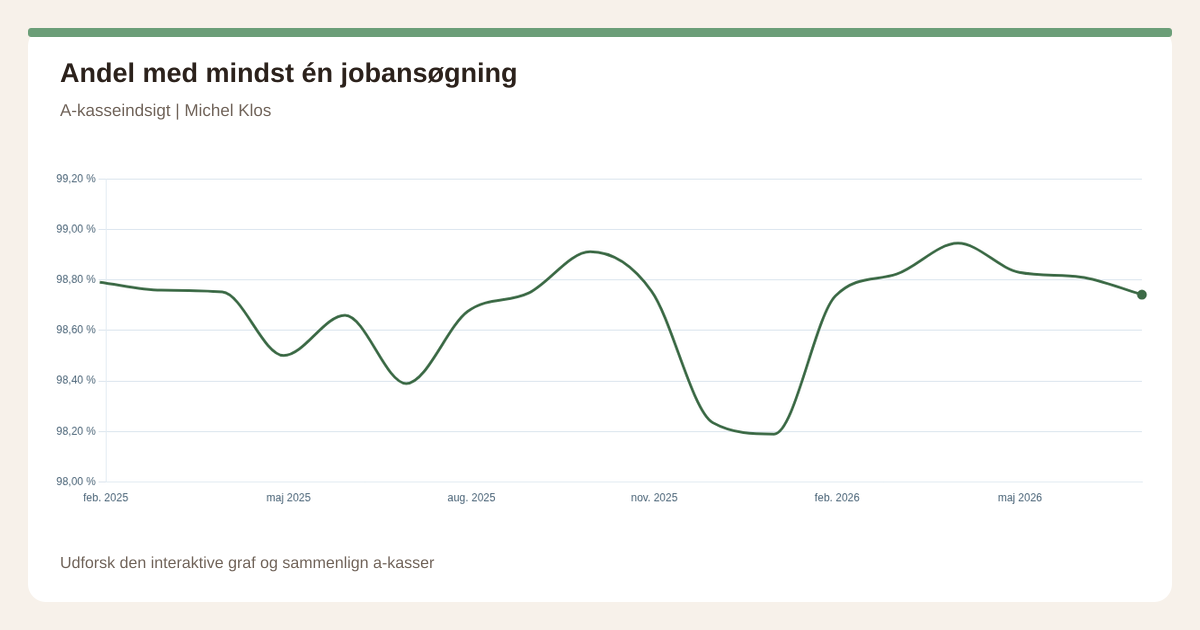 Andel med mindst én jobansøgning
A-kasseindsigt | Michel Klos
99,20 %
99,00 %
98,80 %
98,60 %
98,40 %
98,20 %
98,00 %
feb. 2025 maj 2025 aug. 2025 nov. 2025 feb. 2026 maj 2026
Udforsk den interaktive graf og sammenlign a-kasser